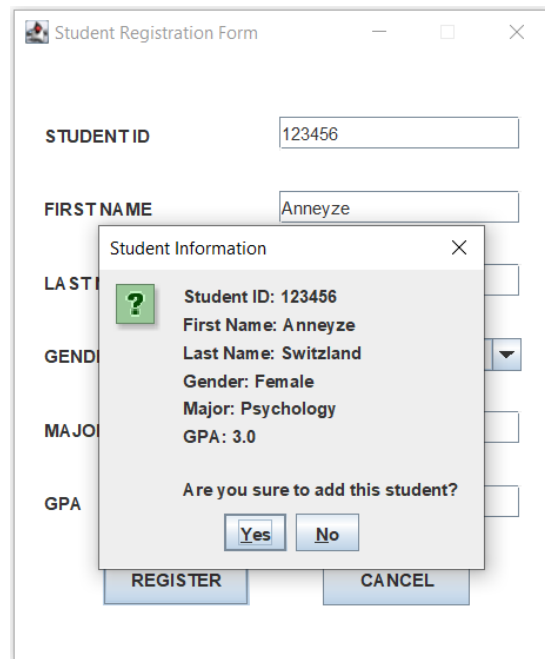 Student Registration Form
STUDENT ID
123456
FIRST NAME
Anneyze
Student Information
Student ID: 123456
First Name: Anneyze
Last Name: Switzland
Gender: Female
Major: Psychology
GPA: 3.0
Are you sure to add this student?
Yes
No
GPA
REGISTER
CANCEL